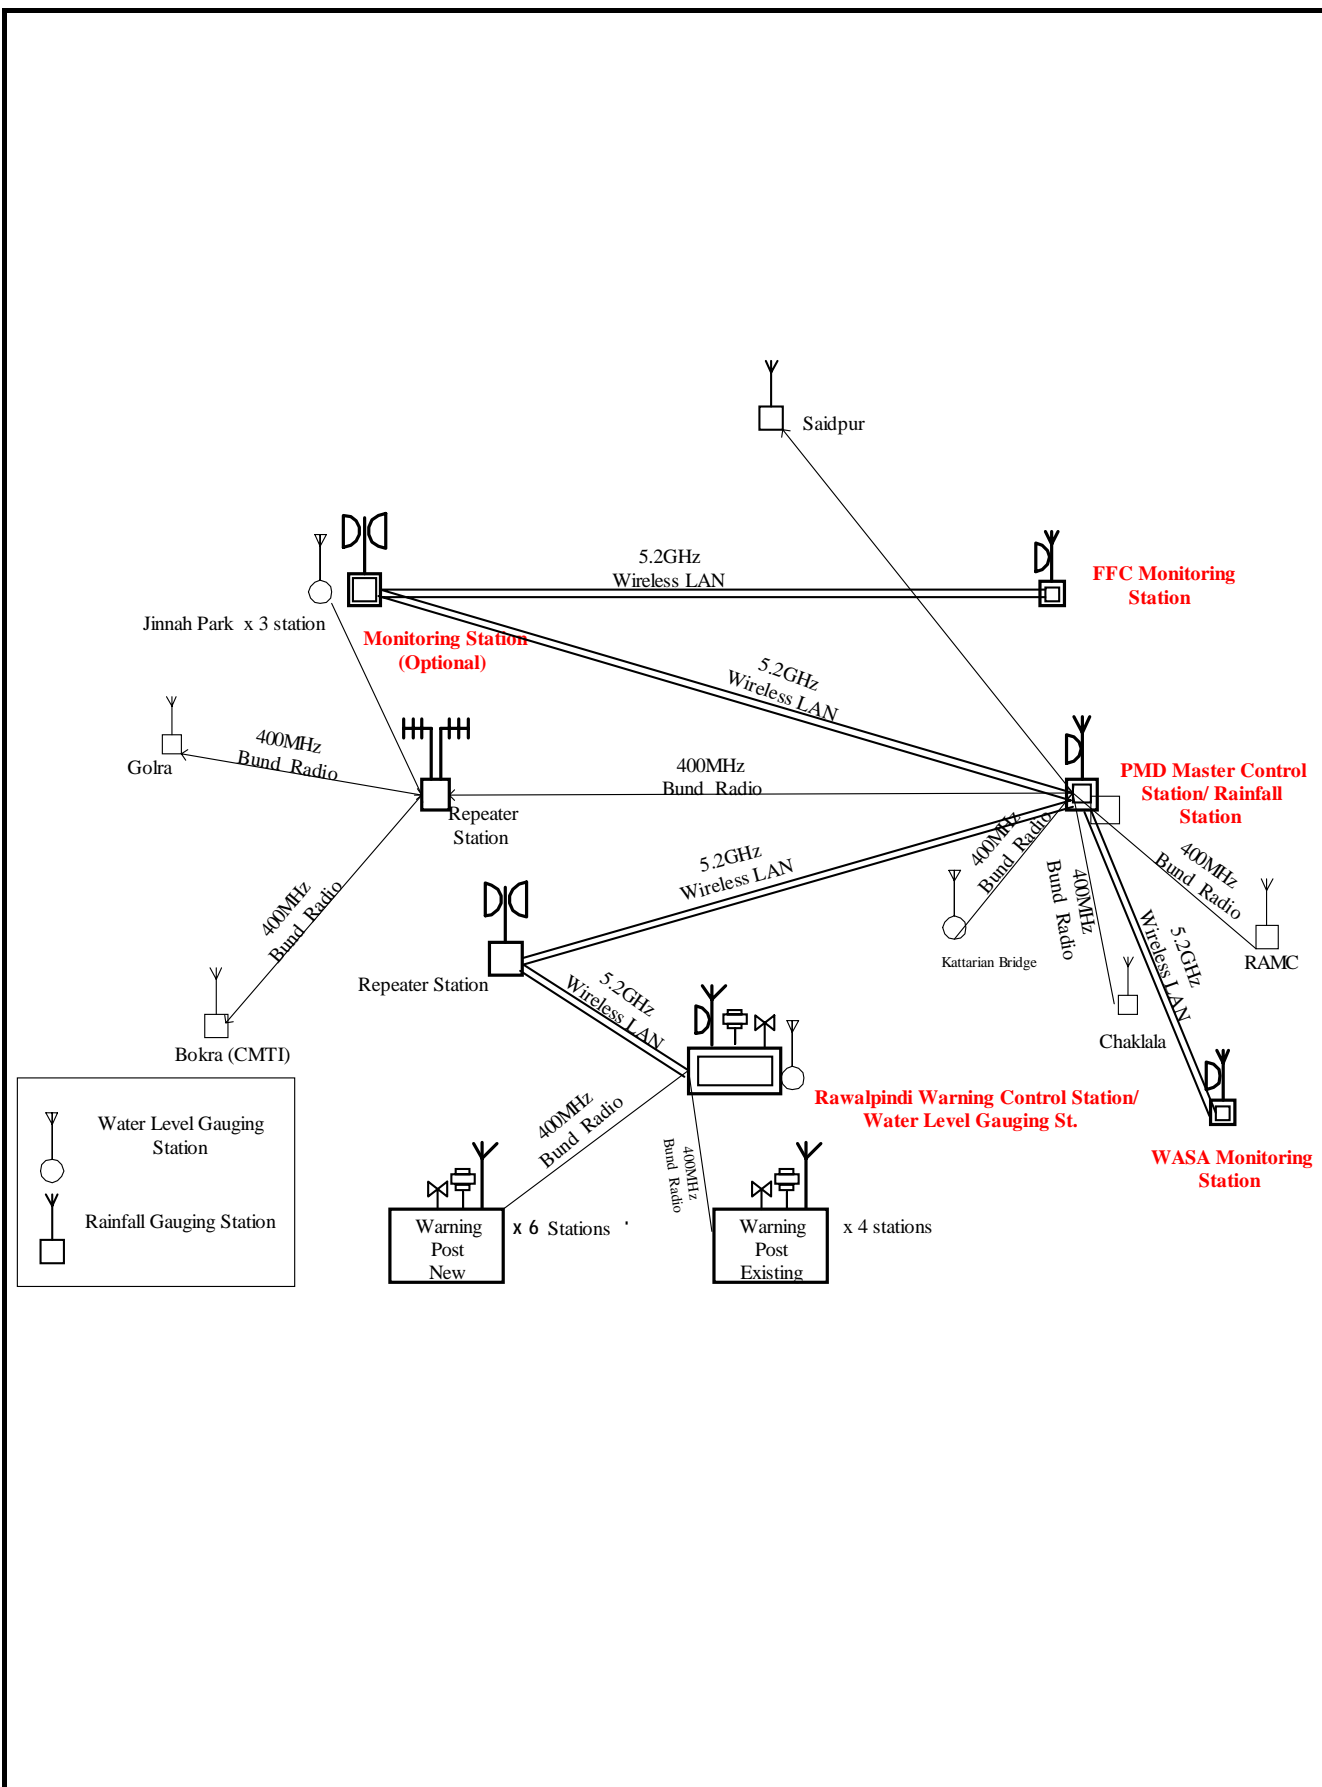 Saidpur
5.2GHz
Wireless LAN
FFC Monitoring
Station
Jinnah Park x 3 station
Monitoring Station
(Optional)
5.2GHz
Wireless LAN
400MHz
Bund Radio
Golra
400MHz
Bund Radio
PMD Master Control
Station/ Rainfall
Station
Repeater
Station
400MHz
Bund Radio
5.2GHz
Wireless LAN
400MHz
Bund Radio
400MHz
Bund Radio
400MHz
Bund Radio
5.2GHz
Wireless LAN
Kattarian Bridge
RAMC
Repeater Station
5.2GHz
Wireless LAN
Chaklala
Bokra (CMTI)
Rawalpindi Warning Control Station/
Water Level Gauging St.
400MHz
Bund Radio
400MHz
Bund Radio
WASA Monitoring
Station
Water Level Gauging
Station
Rainfall Gauging Station
Warning
Post
New
x 6 Stations
Warning
Post
Existing
x 4 stations